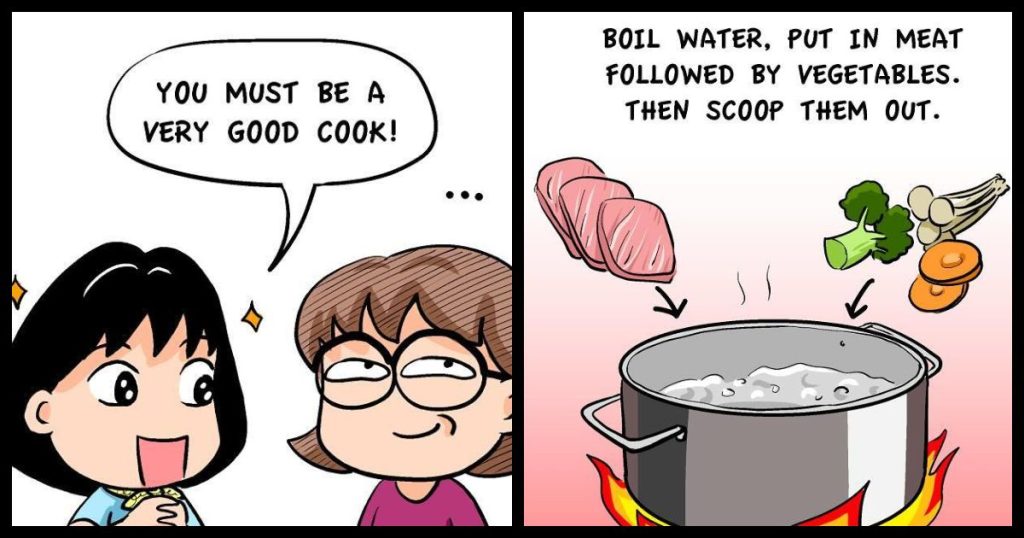 YOU MUST BE A
VERY GOOD COOK!
...
BOIL WATER, PUT IN MEAT
FOLLOWED BY VEGETABLES.
THEN SCOOP THEM OUT.